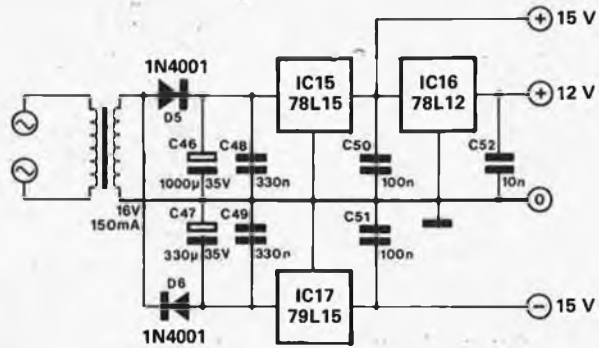 15 V
1N4001
D5
IC15
78L15
IC16
78L12
12 V
C46
1000µ 35V
C48
330n
C50
100n
C52
10n
0
16V
150mA
C47
330µ 35V
C49
330n
C51
100n
D6
1N4001
IC17
79L15
15 V